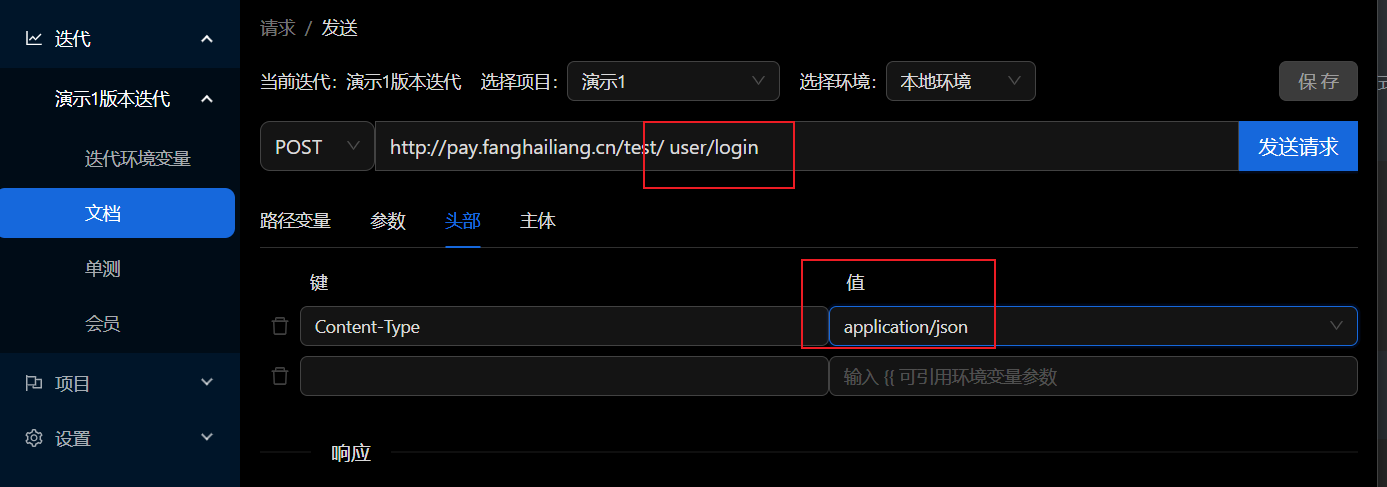 迭代
演示1版本迭代
迭代环境变量
文档
单测
会员
项目
设置
请求 / 发送
当前迭代: 演示1版本迭代 选择项目: 演示1 选择环境: 本地环境 保存
POST http://pay.fanghailiang.cn/test/ user/login 发送请求
路径变量 参数 头部 主体
键 值
Content-Type application/json
输入 {{ 可引用环境变量参数
响应